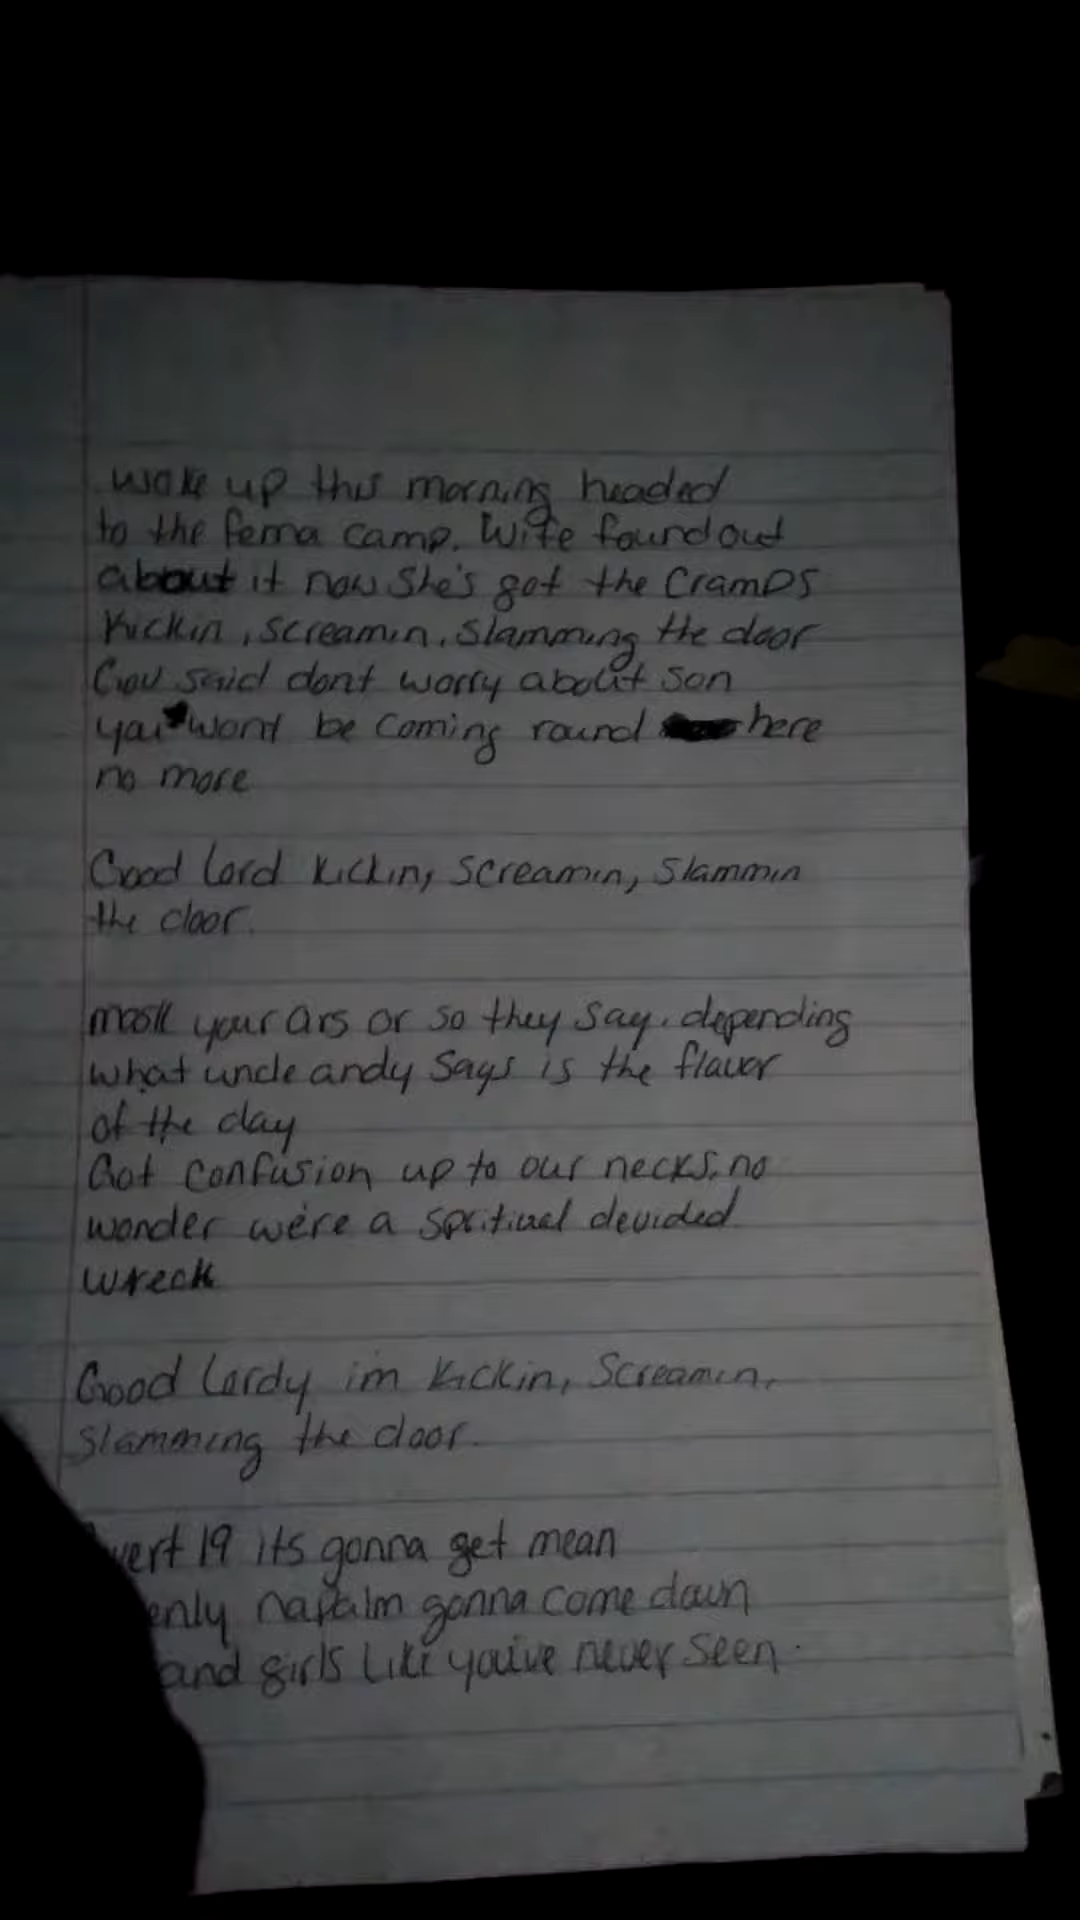 woke up this morning headed
to the fema camp. Wife found out
about it now She's got the Cramps
Kickin, screamin, slamming the door
Gov said dont worry about son
you wont be coming round here
no more
Good Lord kickin, screamin, slammin
the door.
mask your ars or so they say. depending
what uncle andy says is the flavor
of the day
Got confusion up to our necks, no
wonder we're a spritiual devided
wreck
Good Lordy im kickin, Screamin,
slamming the door.
vert 19 its gonna get mean
enly napalm gonna come down
and girls like you've never seen.